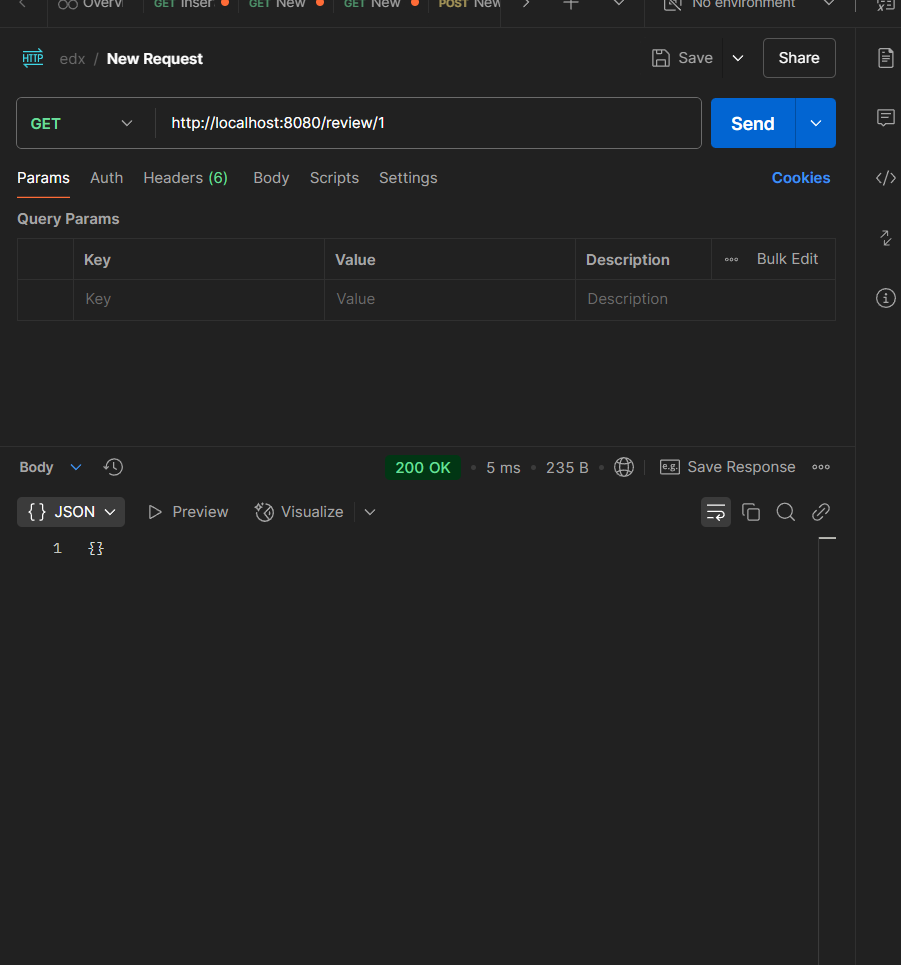 Overv GET Inser GET New GET New POST New No environment
HTTP edx / New Request Save Share
GET http://localhost:8080/review/1 Send
Params Auth Headers (6) Body Scripts Settings Cookies
Query Params
Key Value Description Bulk Edit
Key Value Description
Body 200 OK 5 ms 235 B e.g. Save Response
{} JSON Preview Visualize
1 {}